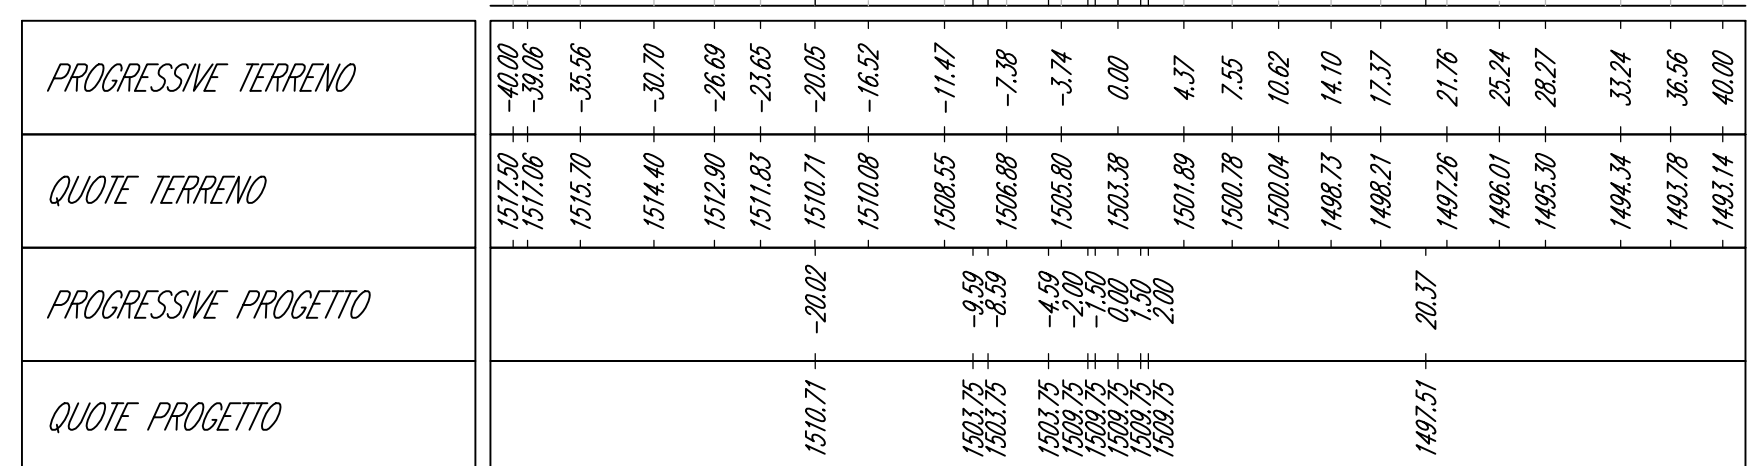 PROGRESSIVE TERRENO -40.00 -39.06 -35.56 -30.70 -26.69 -23.65 -20.05 -16.52 -11.47 -7.38 -3.74 0.00 4.37 7.55 10.62 14.10 17.37 21.76 25.24 28.27 33.24 36.56 40.00
QUOTE TERRENO 1517.50 1517.06 1515.70 1514.40 1512.90 1511.83 1510.71 1510.08 1508.55 1506.88 1505.80 1503.38 1501.89 1500.78 1500.04 1498.73 1498.21 1497.26 1496.01 1495.30 1494.34 1493.78 1493.14
PROGRESSIVE PROGETTO -20.02 -9.59 -8.59 -4.59 -2.00 -1.50 0.00 1.50 2.00 20.37
QUOTE PROGETTO 1510.71 1503.75 1503.75 1503.75 1509.75 1509.75 1509.75 1509.75 1509.75 1497.51